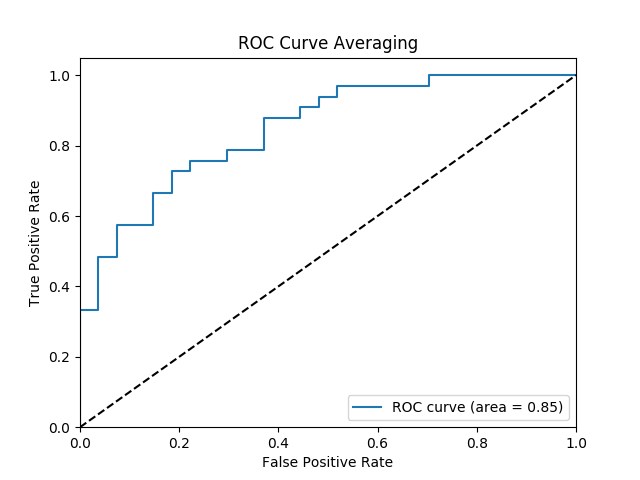 ROC Curve Averaging
True Positive Rate
1.0
0.8
0.6
0.4
0.2
0.0
ROC curve (area = 0.85)
0.0 0.2 0.4 0.6 0.8 1.0
False Positive Rate